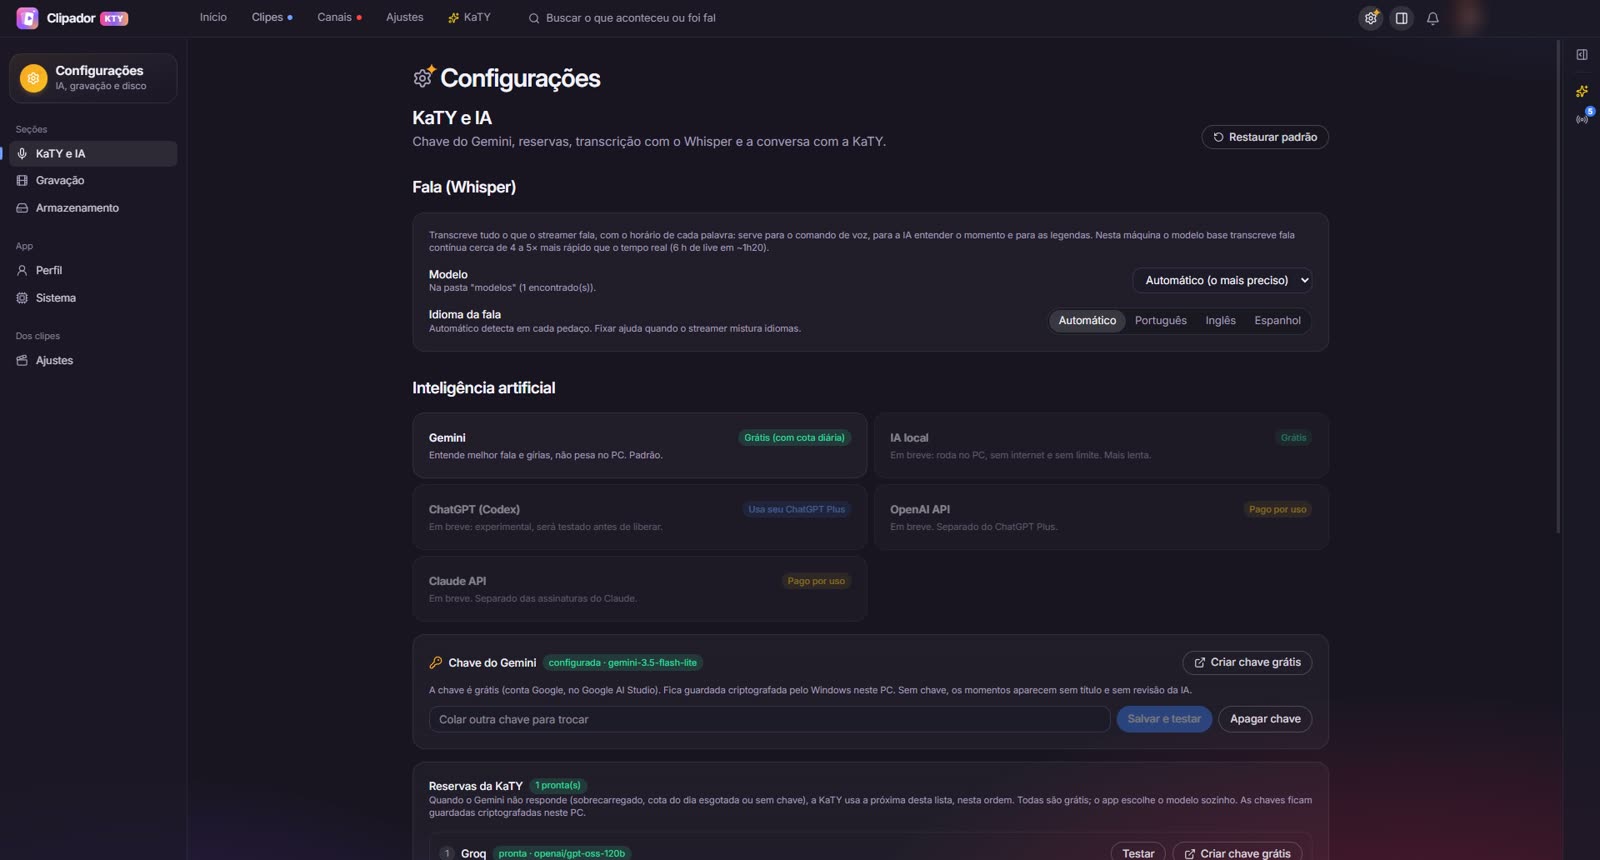 Clipador KTY
Início
Clipes
Canais
Ajustes
KaTY
Buscar o que aconteceu ou foi fal
Configurações
IA, gravação e disco
Seções
KaTY e IA
Gravação
Armazenamento
App
Perfil
Sistema
Dos clipes
Ajustes
5
Configurações
KaTY e IA
Chave do Gemini, reservas, transcrição com o Whisper e a conversa com a KaTY.
Restaurar padrão
Fala (Whisper)
Transcreve tudo o que o streamer fala, com o horário de cada palavra: serve para o comando de voz, para a IA entender o momento e para as legendas. Nesta máquina o modelo base transcreve fala
contínua cerca de 4 a 5× mais rápido que o tempo real (6 h de live em ~1h20).
Modelo
Na pasta "modelos" (1 encontrado(s)).
Automático (o mais preciso)
Idioma da fala
Automático detecta em cada pedaço. Fixar ajuda quando o streamer mistura idiomas.
Automático
Português
Inglês
Espanhol
Inteligência artificial
Gemini
Grátis (com cota diária)
Entende melhor fala e gírias, não pesa no PC. Padrão.
IA local
Grátis
Em breve: roda no PC, sem internet e sem limite. Mais lenta.
ChatGPT (Codex)
Usa seu ChatGPT Plus
Em breve: experimental, será testado antes de liberar.
OpenAI API
Pago por uso
Em breve. Separado do ChatGPT Plus.
Claude API
Pago por uso
Em breve. Separado das assinaturas do Claude.
Chave do Gemini
configurada · gemini-3.5-flash-lite
Criar chave grátis
A chave é grátis (conta Google, no Google AI Studio). Fica guardada criptografada pelo Windows neste PC. Sem chave, os momentos aparecem sem título e sem revisão da IA.
Colar outra chave para trocar
Salvar e testar
Apagar chave
Reservas da KaTY
1 pronta(s)
Quando o Gemini não responde (sobrecarregado, cota do dia esgotada ou sem chave), a KaTY usa a próxima desta lista, nesta ordem. Todas são grátis; o app escolhe o modelo sozinho. As chaves ficam
guardadas criptografadas neste PC.
1
Groq
pronta · openai/gpt-oss-120b
Testar
Criar chave grátis